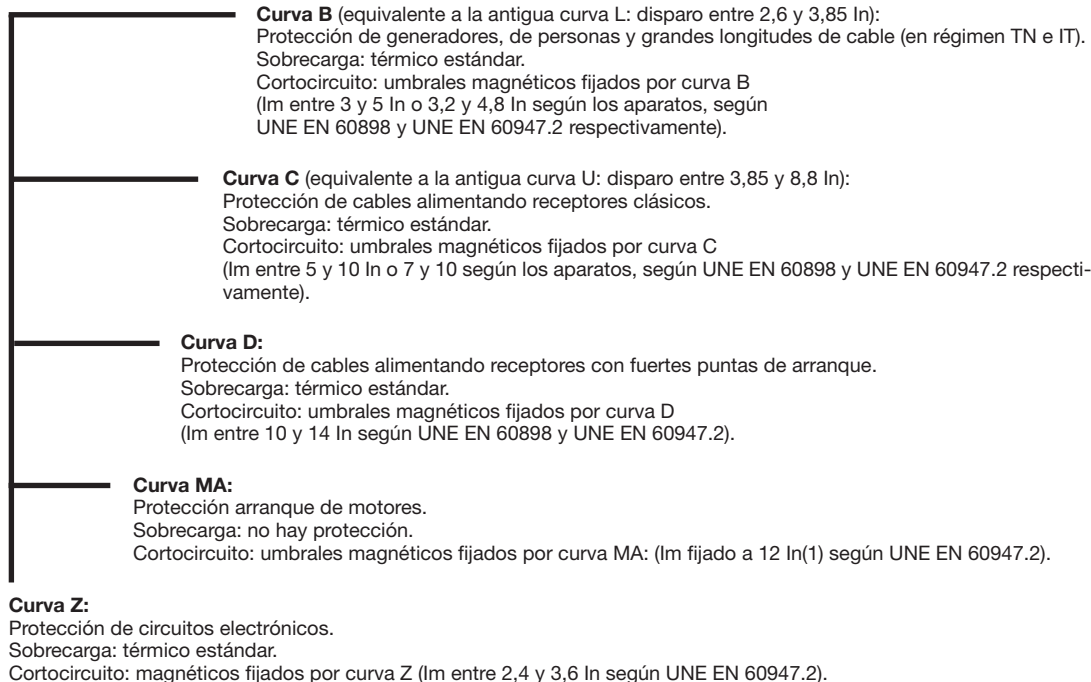 Curva B (equivalente a la antigua curva L: disparo entre 2,6 y 3,85 In):
Protección de generadores, de personas y grandes longitudes de cable (en régimen TN e IT).
Sobrecarga: térmico estándar.
Cortocircuito: umbrales magnéticos fijados por curva B
(Im entre 3 y 5 In o 3,2 y 4,8 In según los aparatos, según
UNE EN 60898 y UNE EN 60947.2 respectivamente).
Curva C (equivalente a la antigua curva U: disparo entre 3,85 y 8,8 In):
Protección de cables alimentando receptores clásicos.
Sobrecarga: térmico estándar.
Cortocircuito: umbrales magnéticos fijados por curva C
(Im entre 5 y 10 In o 7 y 10 según los aparatos, según UNE EN 60898 y UNE EN 60947.2 respecti-
vamente).
Curva D:
Protección de cables alimentando receptores con fuertes puntas de arranque.
Sobrecarga: térmico estándar.
Cortocircuito: umbrales magnéticos fijados por curva D
(Im entre 10 y 14 In según UNE EN 60898 y UNE EN 60947.2).
Curva MA:
Protección arranque de motores.
Sobrecarga: no hay protección.
Cortocircuito: umbrales magnéticos fijados por curva MA: (Im fijado a 12 In(1) según UNE EN 60947.2).
Curva Z:
Protección de circuitos electrónicos.
Sobrecarga: térmico estándar.
Cortocircuito: magnéticos fijados por curva Z (Im entre 2,4 y 3,6 In según UNE EN 60947.2).